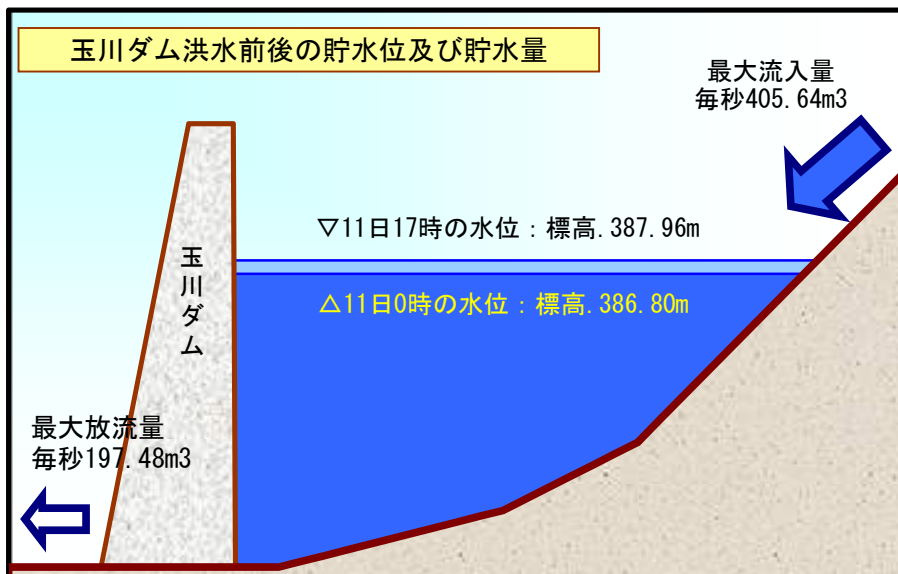 玉川ダム洪水前後の貯水位及び貯水量
最大流入量
毎秒405.64m3
▽11日17時の水位：標高.387.96m
△11日0時の水位：標高.386.80m
玉川ダム
最大放流量
毎秒197.48m3